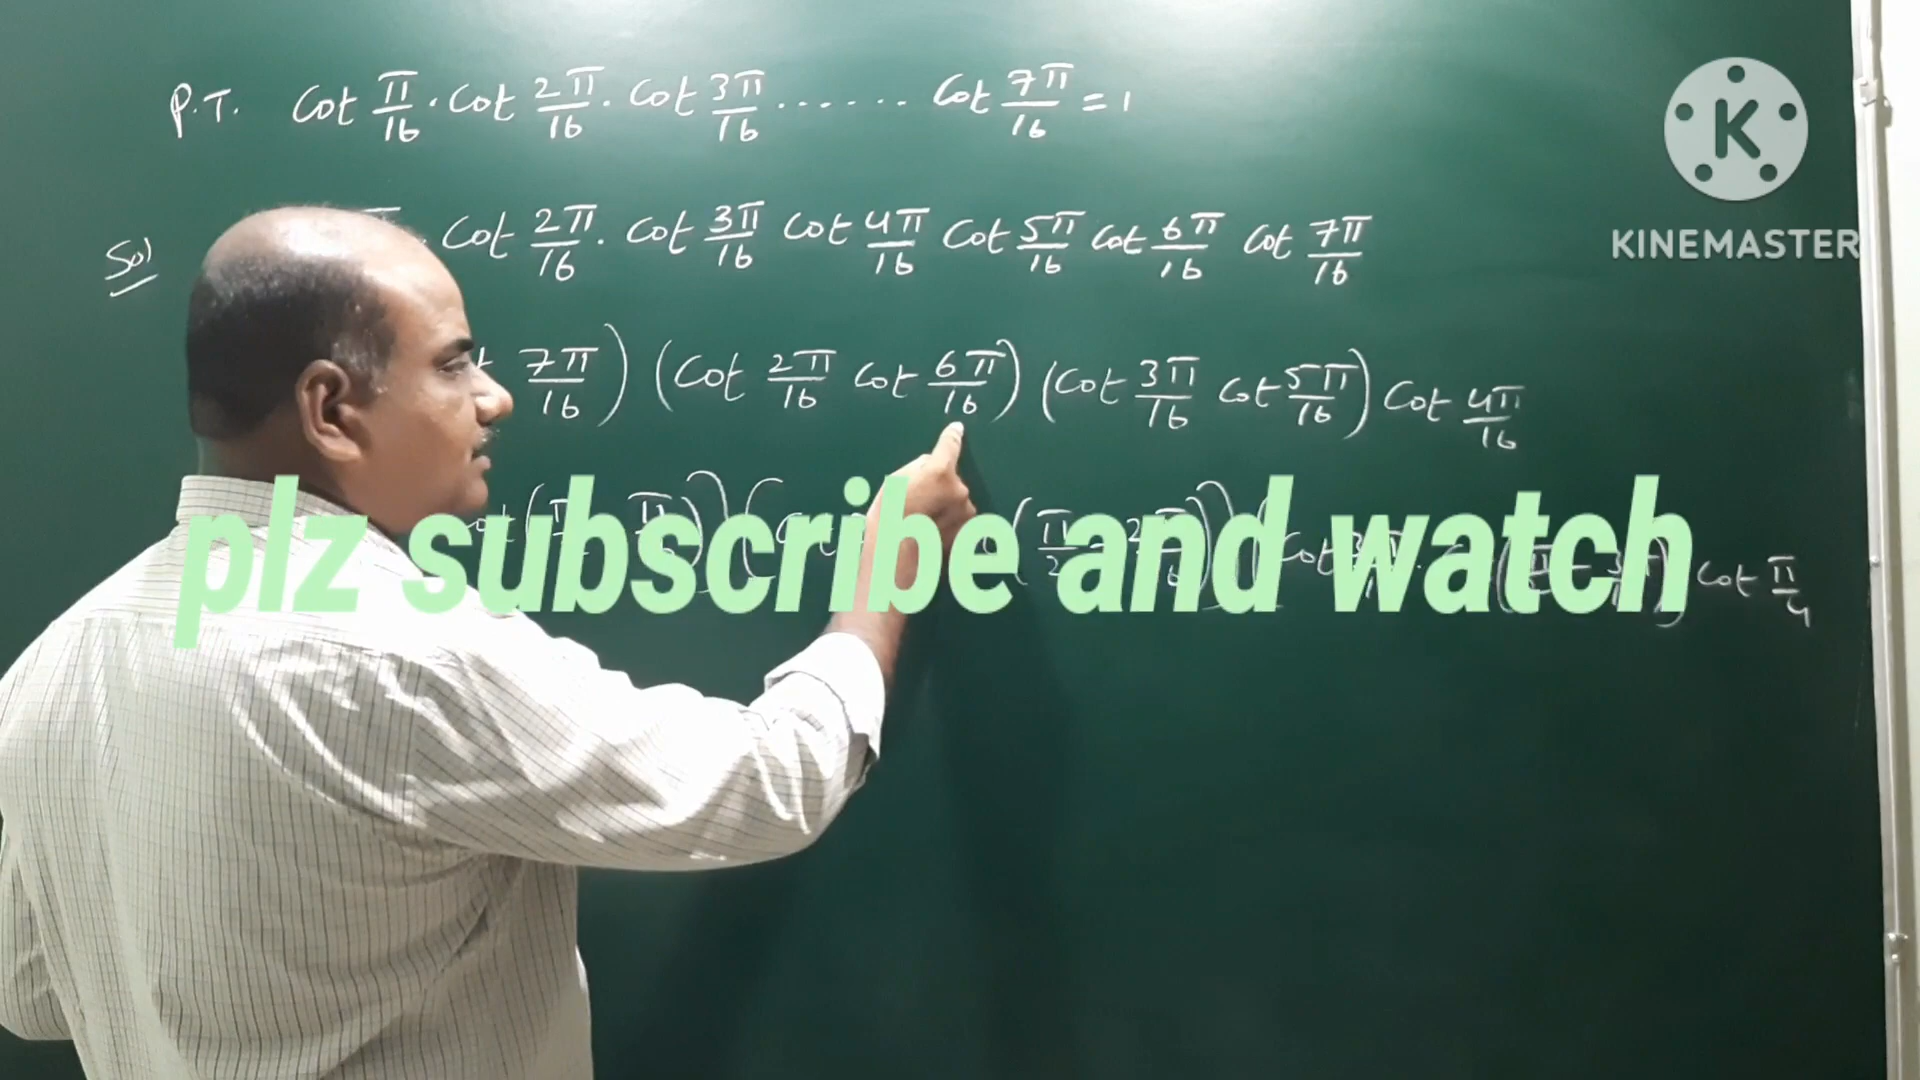 P.T. Cot π/16 . Cot 2π/16 . Cot 3π/16 ....... Cot 7π/16 = 1
Sol Cot 2π/16 . Cot 3π/16 Cot 4π/16 Cot 5π/16 Cot 6π/16 Cot 7π/16
7π/16) (Cot 2π/16 Cot 6π/16) (Cot 3π/16 Cot 5π/16) Cot 4π/16
Cot π/4
plz subscribe and watch
K
KINEMASTER